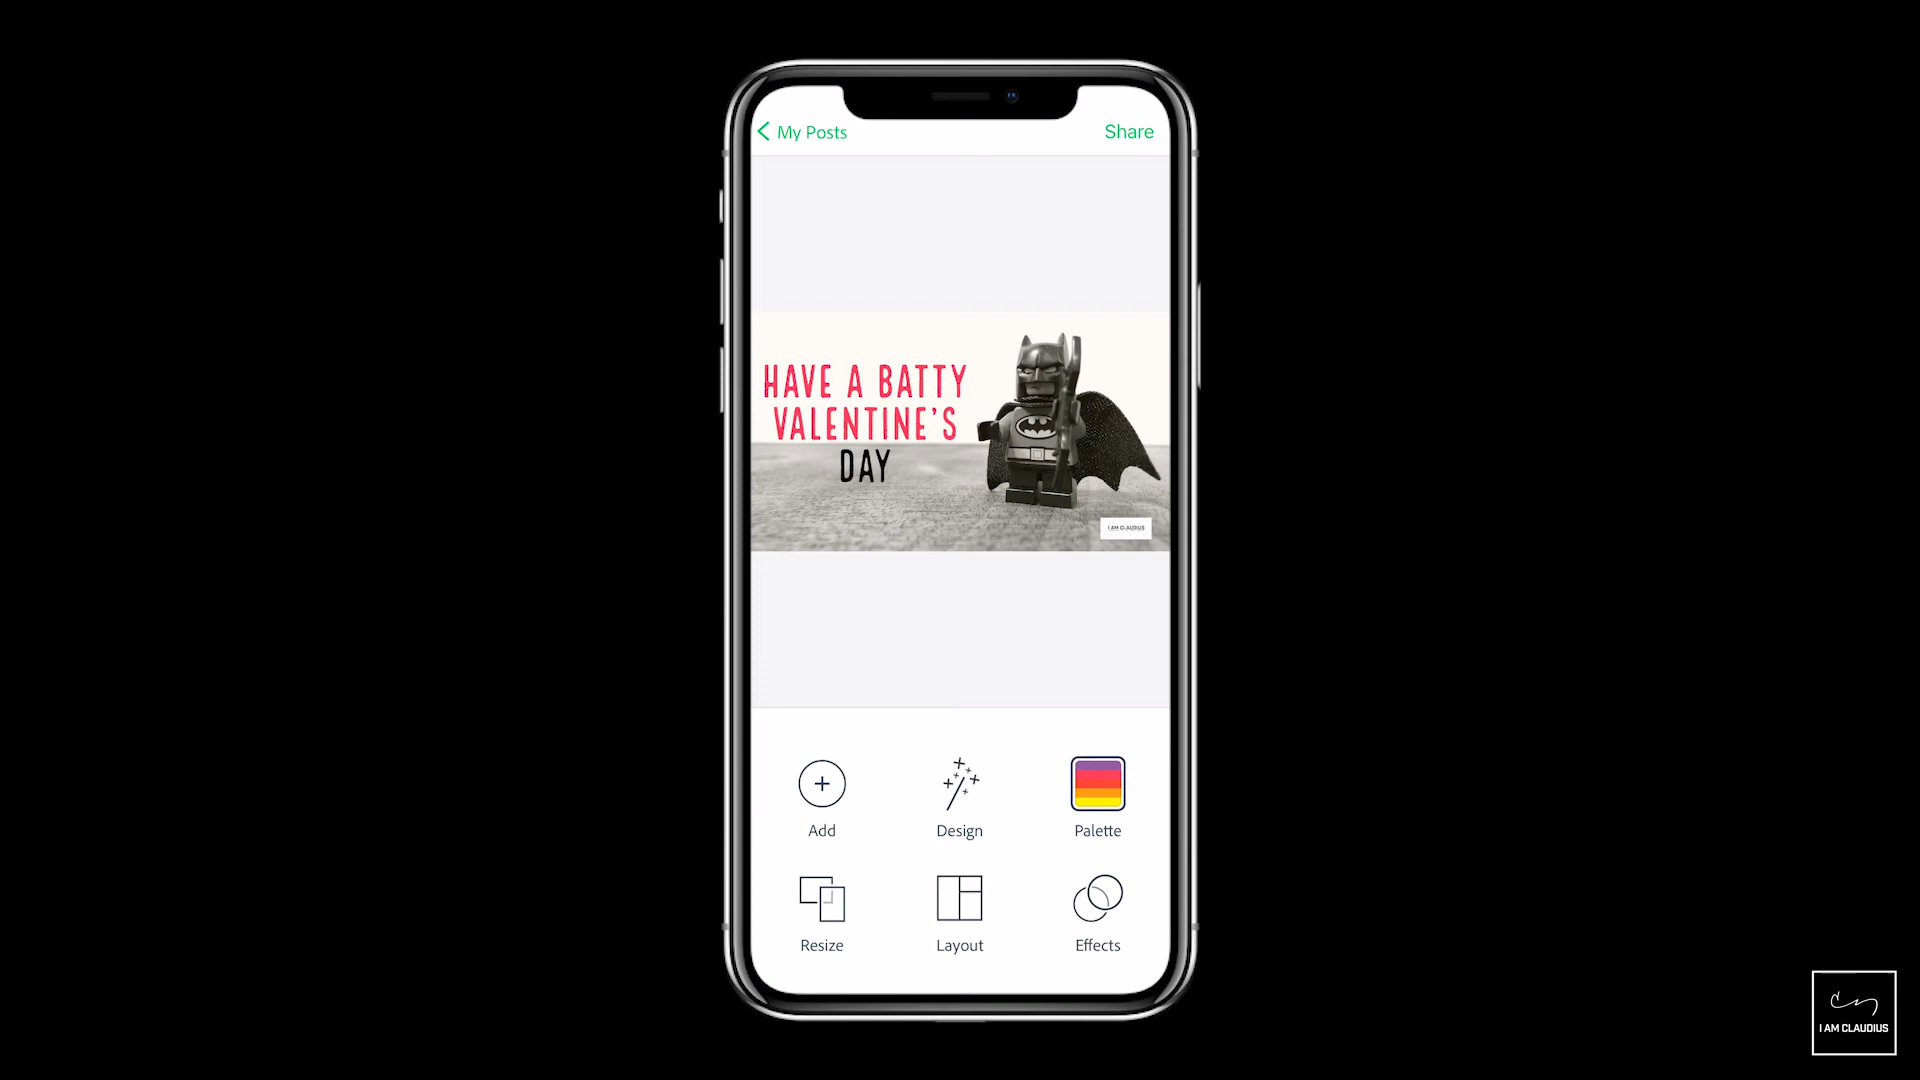 My Posts
Share
HAVE A BATTY
VALENTINE'S
DAY
I AM CLAUDIUS
Add
Design
Palette
Resize
Layout
Effects
I AM CLAUDIUS